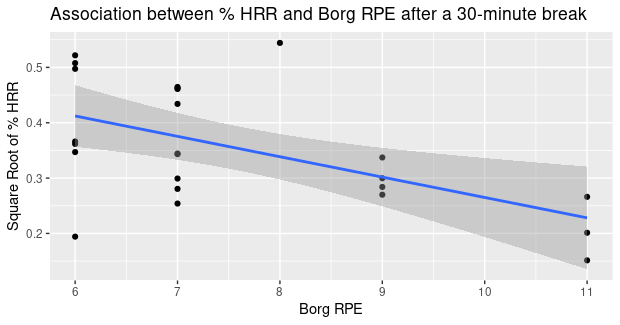 Association between % HRR and Borg RPE after a 30-minute break
Square Root of % HRR
0.5
0.4
0.3
0.2
6 7 8 9 10 11
Borg RPE